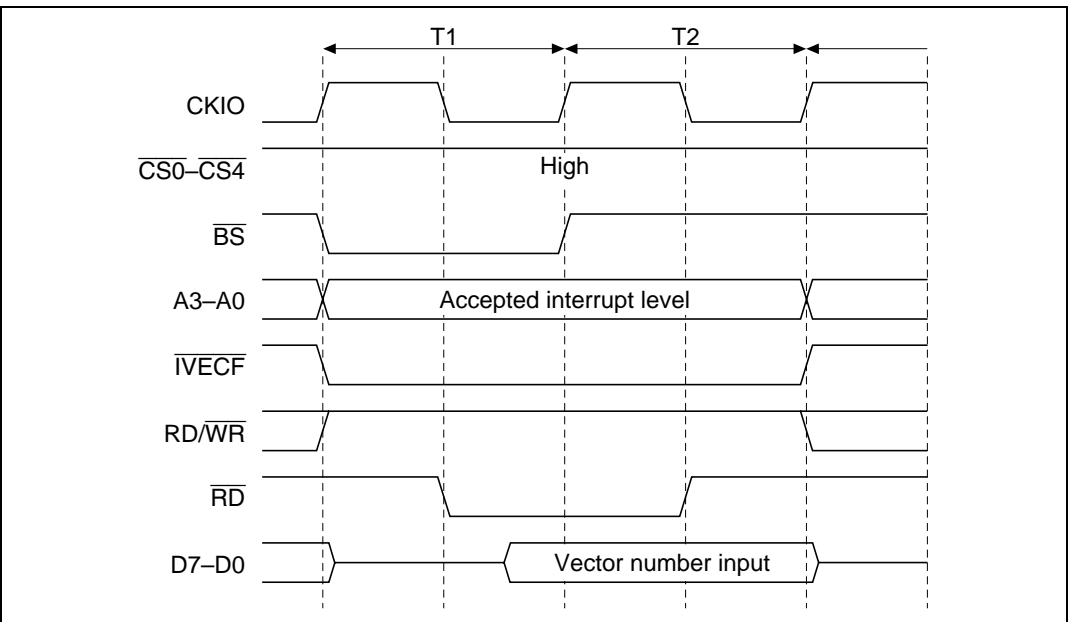 T1 T2
CKIO
CS0–CS4 High
BS
A3–A0 Accepted interrupt level
IVECF
RD/WR
RD
D7–D0 Vector number input